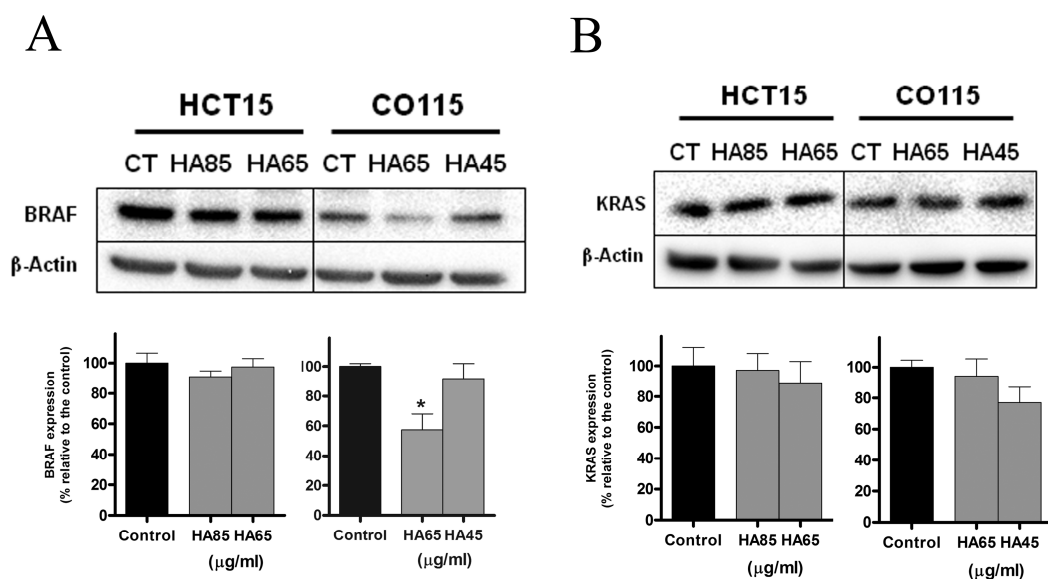 A
HCT15 CO115
CT HA85 HA65 CT HA65 HA45
BRAF
β-Actin
BRAF expression
(% relative to the control)
100
80
60
40
20
0
Control HA85 HA65
(µg/ml)
100
80
60
40
20
0
*
Control HA65 HA45
(µg/ml)
B
HCT15 CO115
CT HA85 HA65 CT HA65 HA45
KRAS
β-Actin
KRAS expression
(% relative to the control)
100
80
60
40
20
0
Control HA85 HA65
(µg/ml)
100
80
60
40
20
0
Control HA65 HA45
(µg/ml)